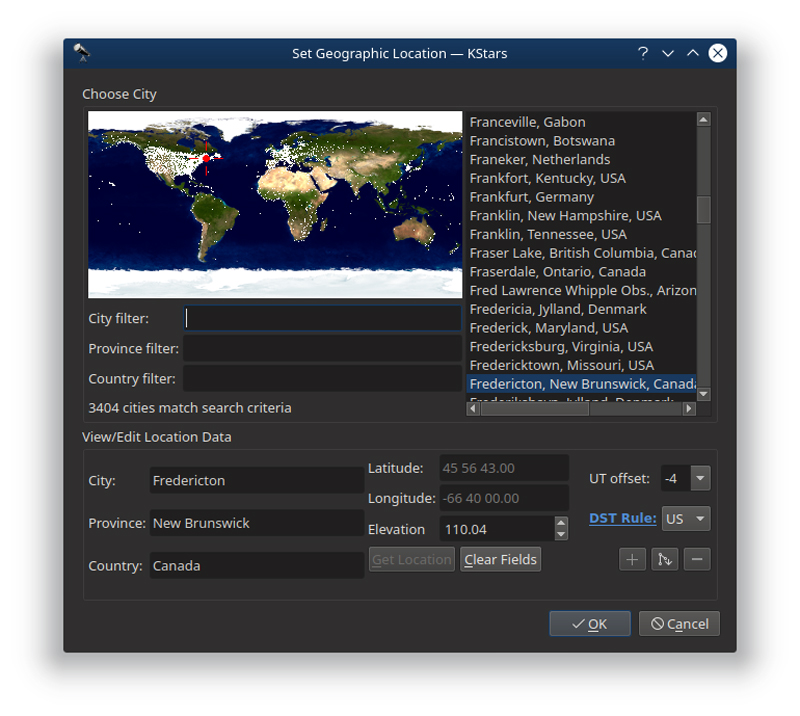 Set Geographic Location — KStars
Choose City
Franceville, Gabon
Francistown, Botswana
Franeker, Netherlands
Frankfort, Kentucky, USA
Frankfurt, Germany
Franklin, New Hampshire, USA
Franklin, Tennessee, USA
Fraser Lake, British Columbia, Canad
Fraserdale, Ontario, Canada
Fred Lawrence Whipple Obs., Arizon
Fredericia, Jylland, Denmark
Frederick, Maryland, USA
Fredericksburg, Virginia, USA
Fredericktown, Missouri, USA
Fredericton, New Brunswick, Canada
Frederikshavn, Jylland, Denmark
City filter:
Province filter:
Country filter:
3404 cities match search criteria
View/Edit Location Data
City: Fredericton
Province: New Brunswick
Country: Canada
Latitude: 45 56 43.00
Longitude: -66 40 00.00
Elevation 110.04
Get Location Clear Fields
UT offset: -4
DST Rule: US
OK Cancel